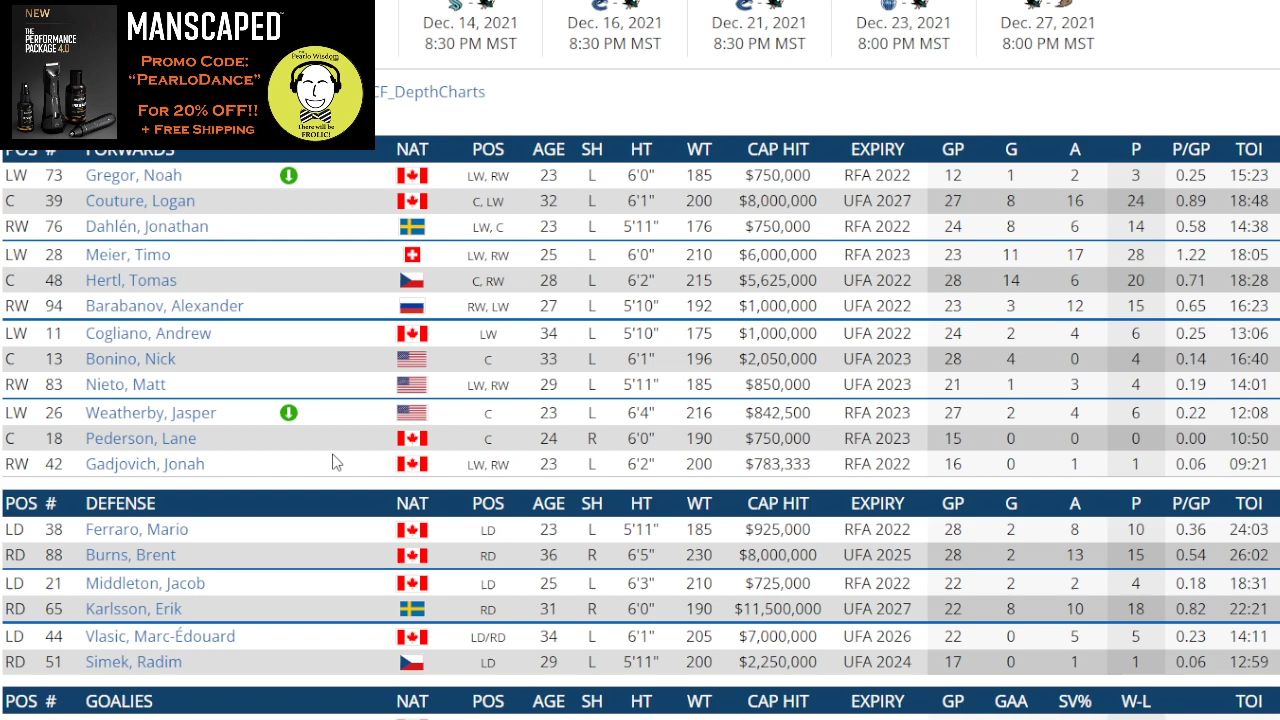 NEW
THE PERFORMANCE PACKAGE 4.0
MANSCAPED
PROMO CODE:
"PEARLODANCE"
FOR 20% OFF!!
+ FREE SHIPPING
Pearlo Wisdom
There will be FROLIC!
Dec. 14, 2021 Dec. 16, 2021 Dec. 21, 2021 Dec. 23, 2021 Dec. 27, 2021
8:30 PM MST 8:30 PM MST 8:30 PM MST 8:00 PM MST 8:00 PM MST
CF_DepthCharts
POS # FORWARDS NAT POS AGE SH HT WT CAP HIT EXPIRY GP G A P P/GP TOI
LW 73 Gregor, Noah LW, RW 23 L 6'0" 185 $750,000 RFA 2022 12 1 2 3 0.25 15:23
C 39 Couture, Logan C, LW 32 L 6'1" 200 $8,000,000 UFA 2027 27 8 16 24 0.89 18:48
RW 76 Dahlén, Jonathan LW, C 23 L 5'11" 176 $750,000 RFA 2022 24 8 6 14 0.58 14:38
LW 28 Meier, Timo LW, RW 25 L 6'0" 210 $6,000,000 RFA 2023 23 11 17 28 1.22 18:05
C 48 Hertl, Tomas C, RW 28 L 6'2" 215 $5,625,000 UFA 2022 28 14 6 20 0.71 18:28
RW 94 Barabanov, Alexander RW, LW 27 L 5'10" 192 $1,000,000 UFA 2022 23 3 12 15 0.65 16:23
LW 11 Cogliano, Andrew LW 34 L 5'10" 175 $1,000,000 UFA 2022 24 2 4 6 0.25 13:06
C 13 Bonino, Nick C 33 L 6'1" 196 $2,050,000 UFA 2023 28 4 0 4 0.14 16:48
RW 83 Nieto, Matt LW, RW 29 L 5'11" 185 $850,000 UFA 2023 21 1 3 4 0.19 14:01
LW 26 Weatherby, Jasper C 23 L 6'4" 216 $842,500 RFA 2023 27 2 4 6 0.22 12:03
C 18 Pederson, Lane C 24 R 6'0" 190 $750,000 RFA 2023 15 0 0 0 0.00 10:50
RW 42 Gadjovich, Jonah LW, RW 23 L 6'2" 200 $783,333 RFA 2022 16 0 1 1 0.06 09:21
POS # DEFENSE NAT POS AGE SH HT WT CAP HIT EXPIRY GP G A P P/GP TOI
LD 38 Ferraro, Mario LD 23 L 5'11" 185 $925,000 RFA 2022 28 2 8 10 0.36 24:03
RD 88 Burns, Brent RD 36 R 6'5" 230 $8,000,000 UFA 2025 28 2 13 15 0.54 26:02
LD 21 Middleton, Jacob LD 25 L 6'3" 210 $725,000 RFA 2022 22 2 2 4 0.18 18:31
RD 65 Karlsson, Erik RD 31 R 6'0" 190 $11,500,000 UFA 2027 22 8 10 18 0.82 22:21
LD 44 Vlasic, Marc-Édouard LD/RD 34 L 6'1" 205 $7,000,000 UFA 2026 22 0 5 5 0.23 14:11
RD 51 Simek, Radim LD 29 L 5'11" 200 $2,250,000 UFA 2024 17 0 1 1 0.06 12:59
POS # GOALIES NAT POS AGE SH HT WT CAP HIT EXPIRY GP GAA SV% W-L TOI